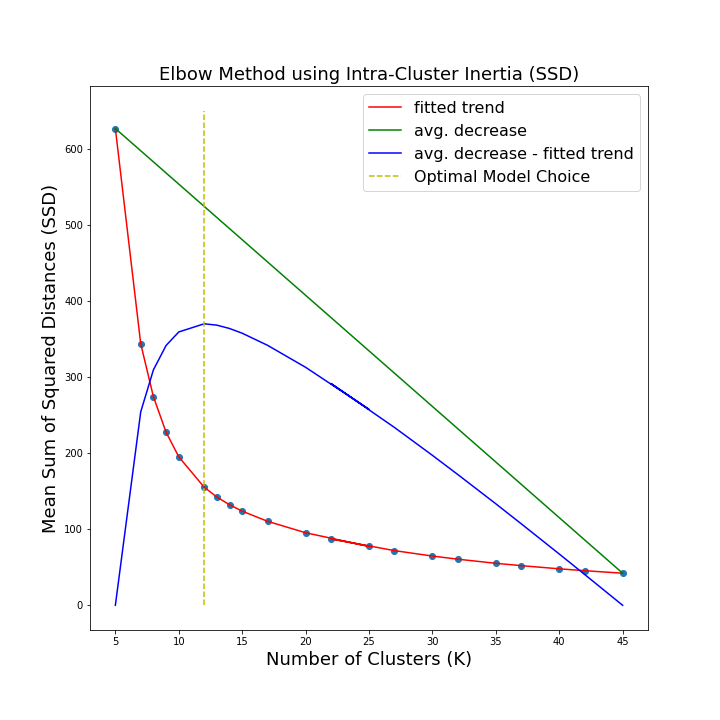 Elbow Method using Intra-Cluster Inertia (SSD)
fitted trend
avg. decrease
avg. decrease - fitted trend
Optimal Model Choice
Mean Sum of Squared Distances (SSD)
600
500
400
300
200
100
0
5 10 15 20 25 30 35 40 45
Number of Clusters (K)